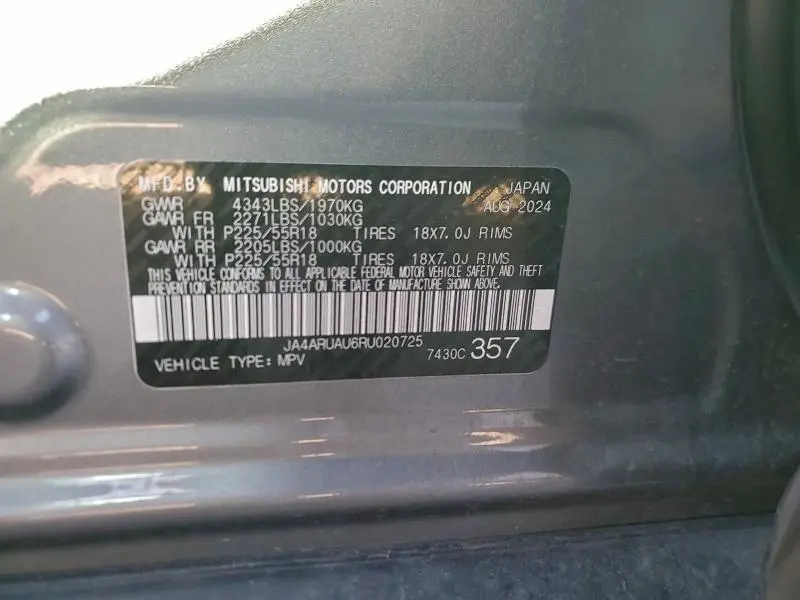 MFD.BY MITSUBISHI MOTORS CORPORATION JAPAN
GVWR 4343LBS/1970KG AUG 2024
GAWR FR 2271LBS/1030KG
WITH P225/55R18 TIRES 18X7.0J RIMS
GAWR RR 2205LBS/1000KG
WITH P225/55R18 TIRES 18X7.0J RIMS
THIS VEHICLE CONFORMS TO ALL APPLICABLE FEDERAL MOTOR VEHICLE SAFETY AND THEFT
PREVENTION STANDARDS IN EFFECT ON THE DATE OF MANUFACTURE SHOWN ABOVE.
JA4ARUAU6RU020725
VEHICLE TYPE: MPV 7430C 357